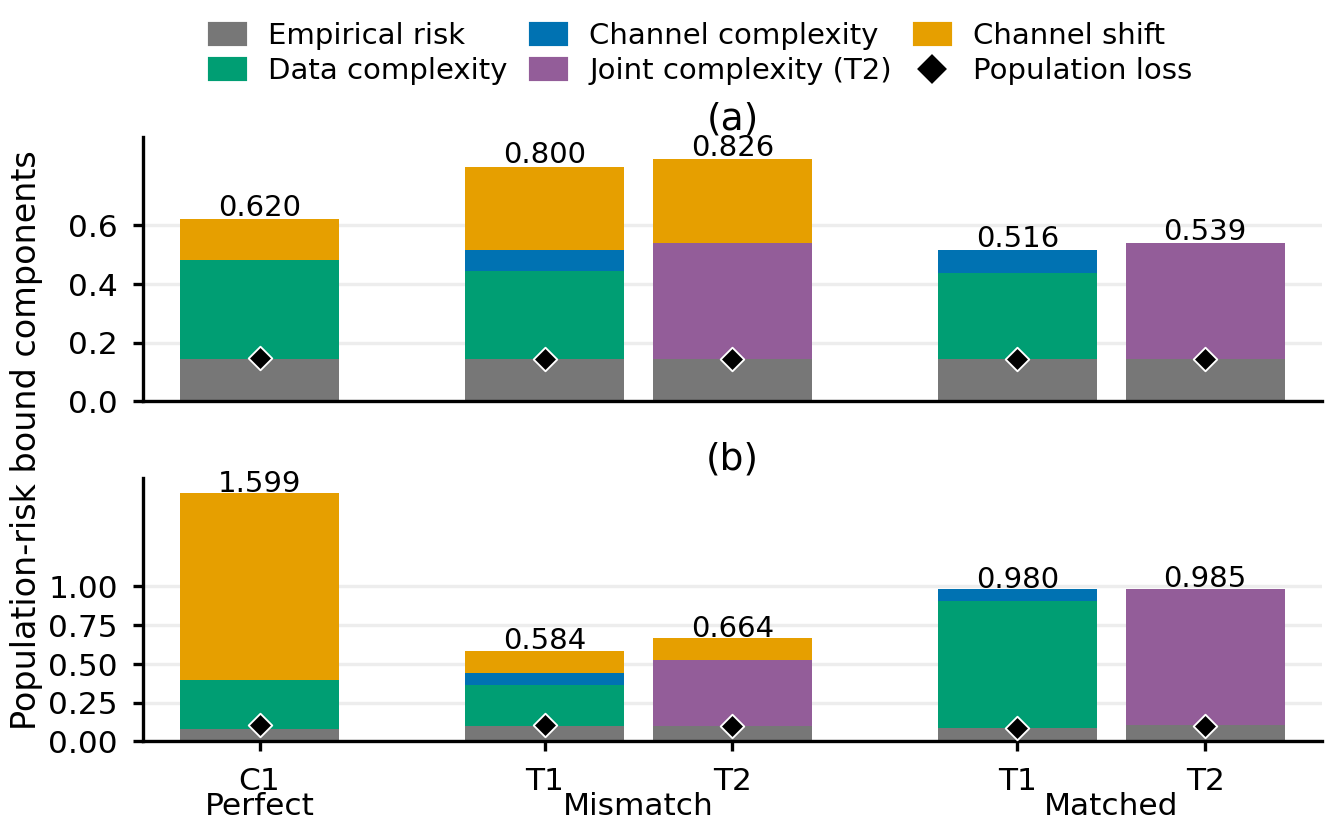 Empirical risk
Data complexity
Channel complexity
Joint complexity (T2)
Channel shift
Population loss
Population-risk bound components
(a)
0.6
0.4
0.2
0.0
0.620
0.800
0.826
0.516
0.539
(b)
1.00
0.75
0.50
0.25
0.00
1.599
0.584
0.664
0.980
0.985
C1 T1 T2 T1 T2
Perfect Mismatch Matched